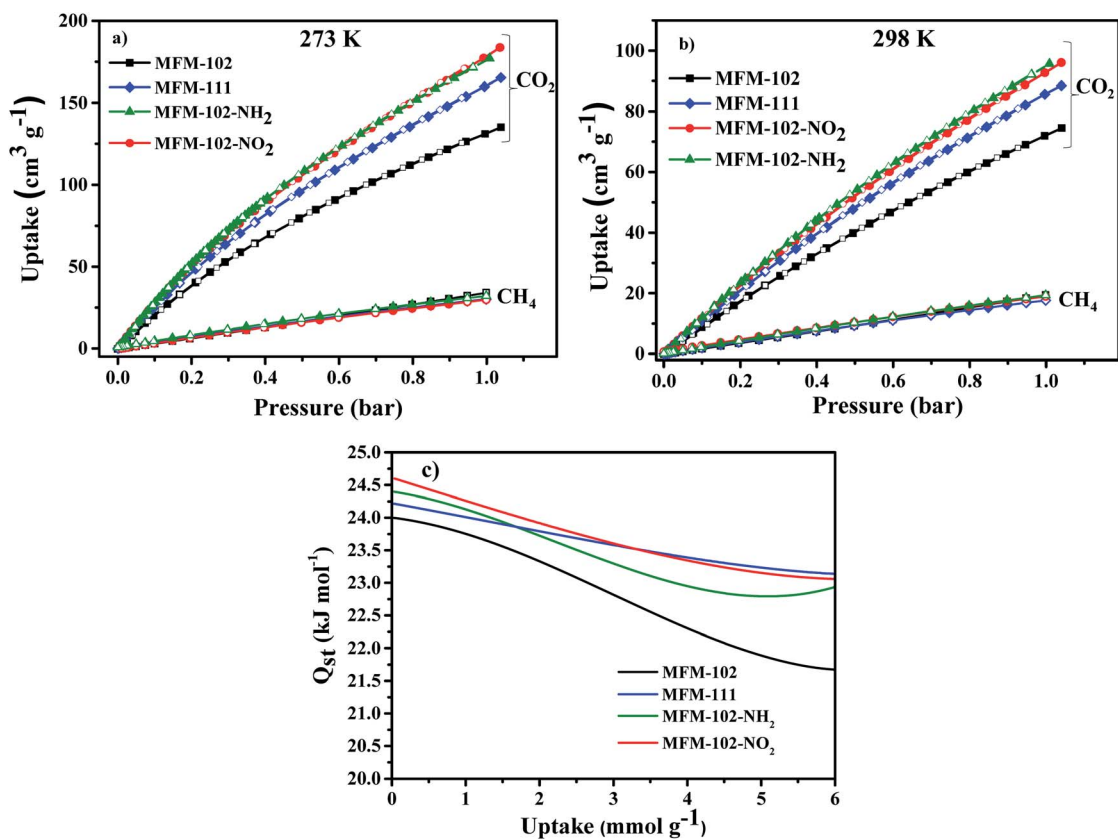 a)
273 K
MFM-102
MFM-111
MFM-102-NH₂
MFM-102-NO₂
CO₂
CH₄
200
150
100
50
0
Uptake (cm³ g⁻¹)
0.0 0.2 0.4 0.6 0.8 1.0
Pressure (bar)
b)
298 K
MFM-102
MFM-111
MFM-102-NO₂
MFM-102-NH₂
CO₂
CH₄
100
80
60
40
20
0
Uptake (cm³ g⁻¹)
0.0 0.2 0.4 0.6 0.8 1.0
Pressure (bar)
c)
25.0
24.5
24.0
23.5
23.0
22.5
22.0
21.5
21.0
20.5
20.0
Qst (kJ mol⁻¹)
MFM-102
MFM-111
MFM-102-NH₂
MFM-102-NO₂
0 1 2 3 4 5 6
Uptake (mmol g⁻¹)